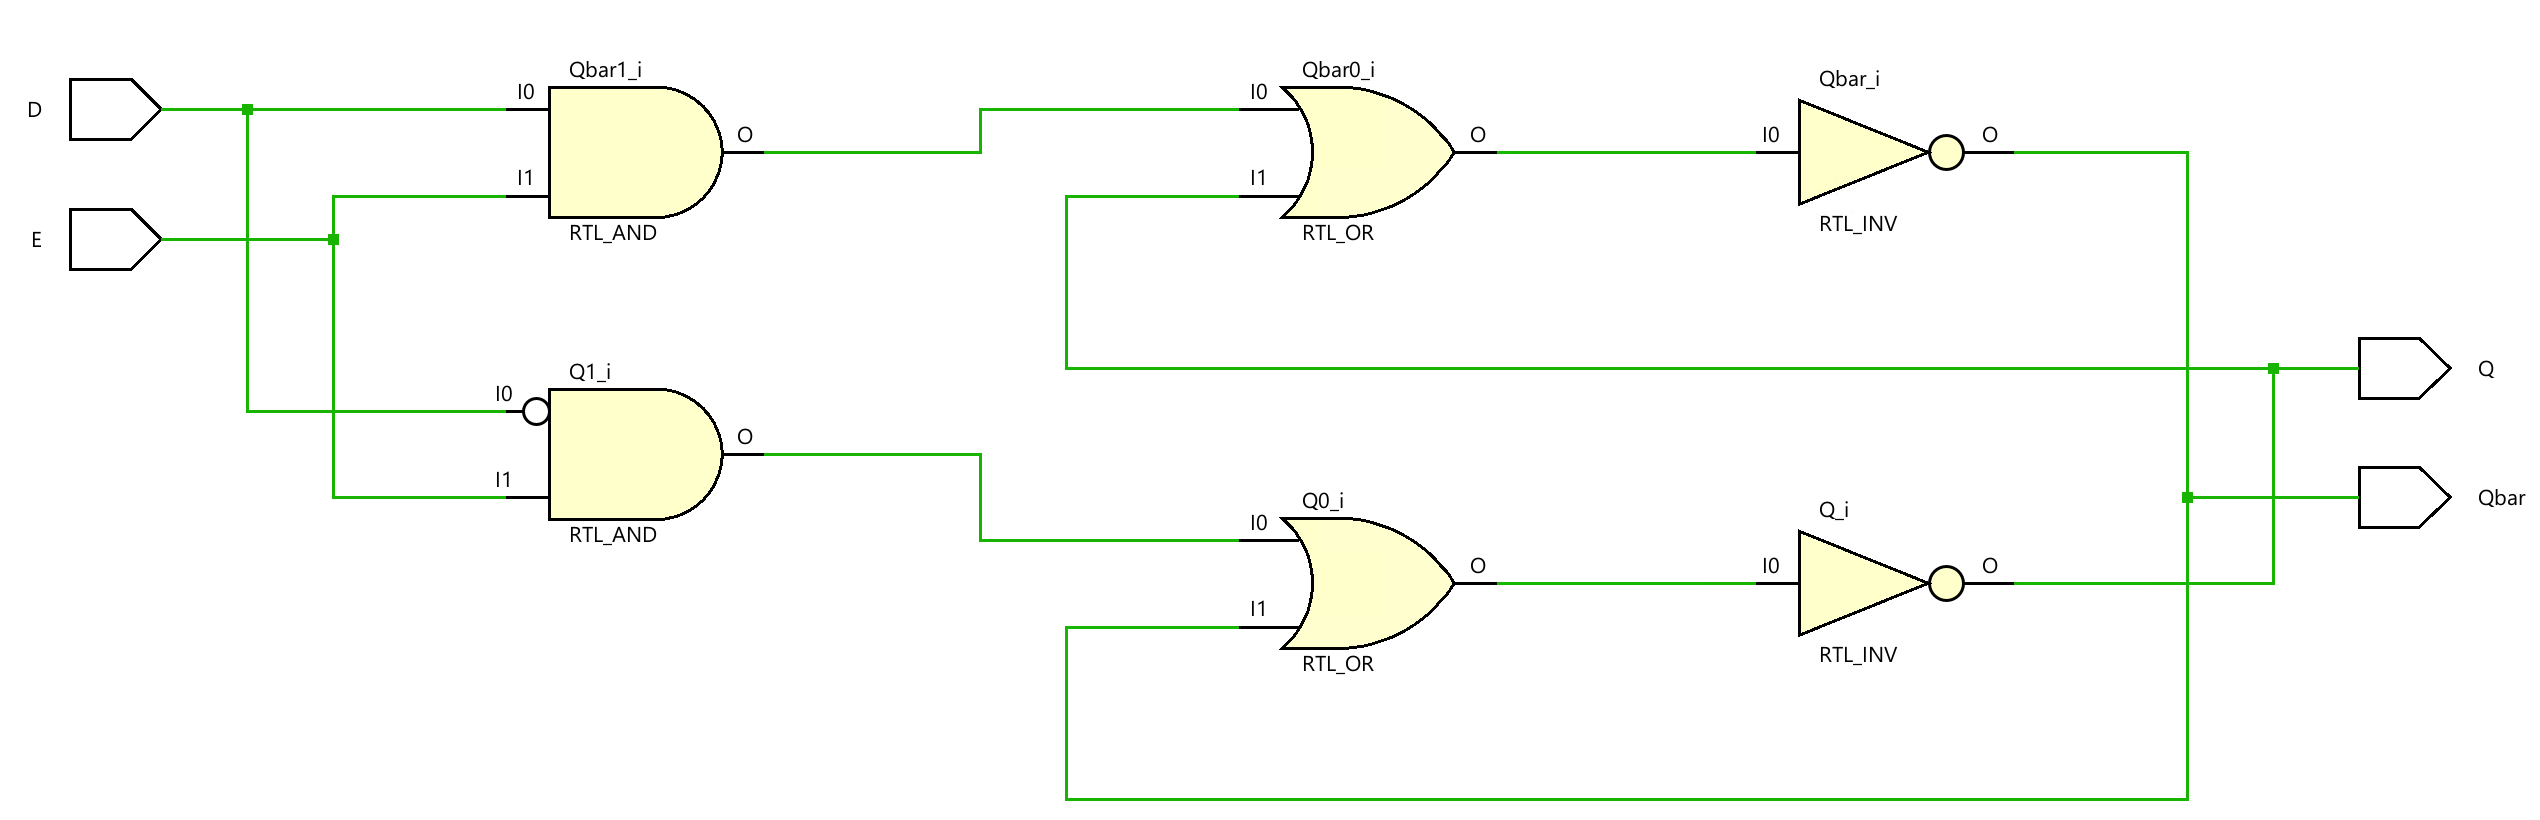 D
E
Qbar1_i
I0
I1
O
RTL_AND
Q1_i
I0
I1
O
RTL_AND
Qbar0_i
I0
I1
O
RTL_OR
Q0_i
I0
I1
O
RTL_OR
Qbar_i
I0
O
RTL_INV
Q_i
I0
O
RTL_INV
Q
Qbar